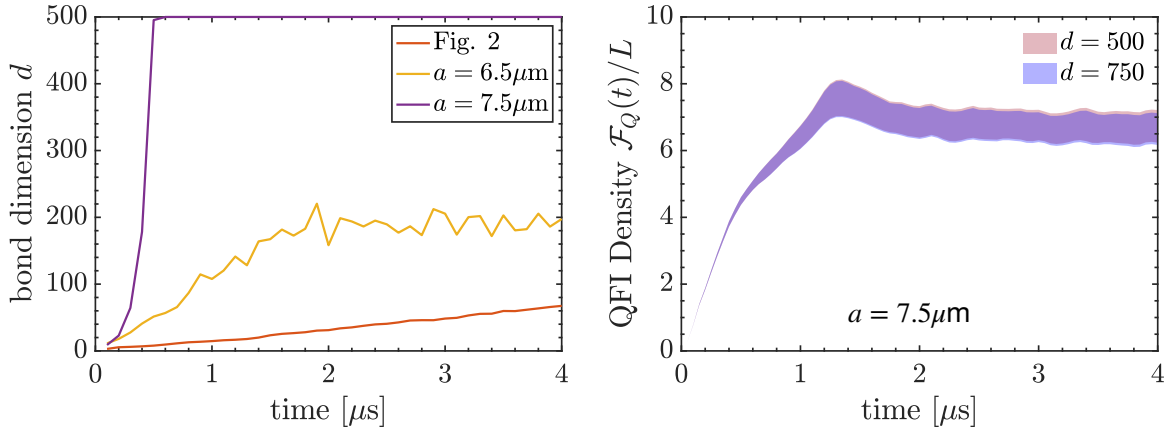 500
400
300
200
100
0
bond dimension d
0
1
2
3
4
time [μs]
Fig. 2
a = 6.5μm
a = 7.5μm
10
8
6
4
2
0
QFI Density 𝓕_Q(t)/L
0
1
2
3
4
time [μs]
d = 500
d = 750
a = 7.5μm